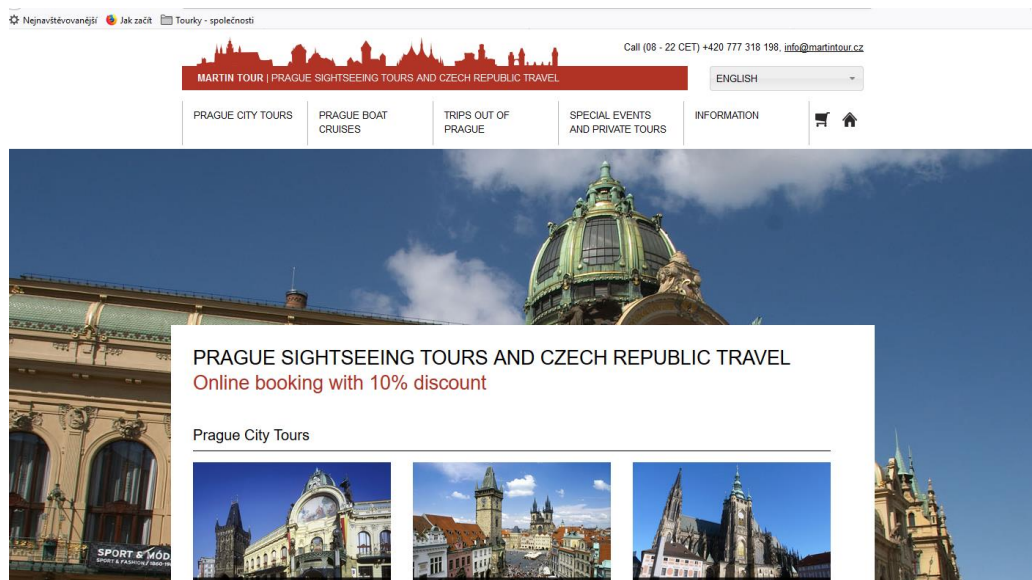 Nejnavštěvovanější Jak začít Tourky - společnosti
Call (08 - 22 CET) +420 777 318 198, info@martintour.cz
MARTIN TOUR | PRAGUE SIGHTSEEING TOURS AND CZECH REPUBLIC TRAVEL
ENGLISH
PRAGUE CITY TOURS
PRAGUE BOAT
CRUISES
TRIPS OUT OF
PRAGUE
SPECIAL EVENTS
AND PRIVATE TOURS
INFORMATION
PRAGUE SIGHTSEEING TOURS AND CZECH REPUBLIC TRAVEL
Online booking with 10% discount
Prague City Tours
SPORT & MÓD